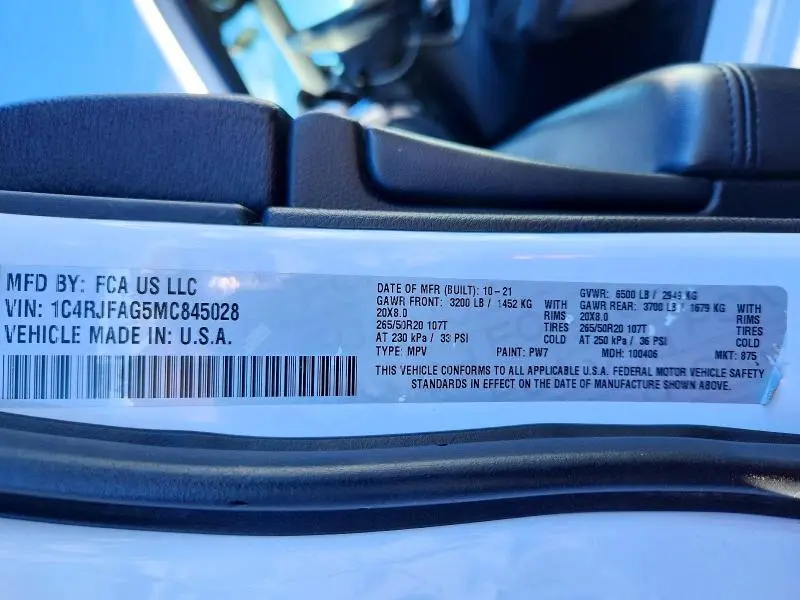 MFD BY: FCA US LLC
VIN: 1C4RJFAG5MC845028
VEHICLE MADE IN: U.S.A.
DATE OF MFR (BUILT): 10-21 GVWR: 6500 LB / 2949 KG
GAWR FRONT: 3200 LB / 1452 KG WITH GAWR REAR: 3700 LB / 1679 KG WITH
20X8.0 RIMS 20X8.0 RIMS
265/50R20 107T TIRES 265/50R20 107T TIRES
AT 230 kPa / 33 PSI COLD AT 250 kPa / 36 PSI COLD
TYPE: MPV PAINT: PW7 MDH: 100406 MKT: 875
THIS VEHICLE CONFORMS TO ALL APPLICABLE U.S.A. FEDERAL MOTOR VEHICLE SAFETY
STANDARDS IN EFFECT ON THE DATE OF MANUFACTURE SHOWN ABOVE.